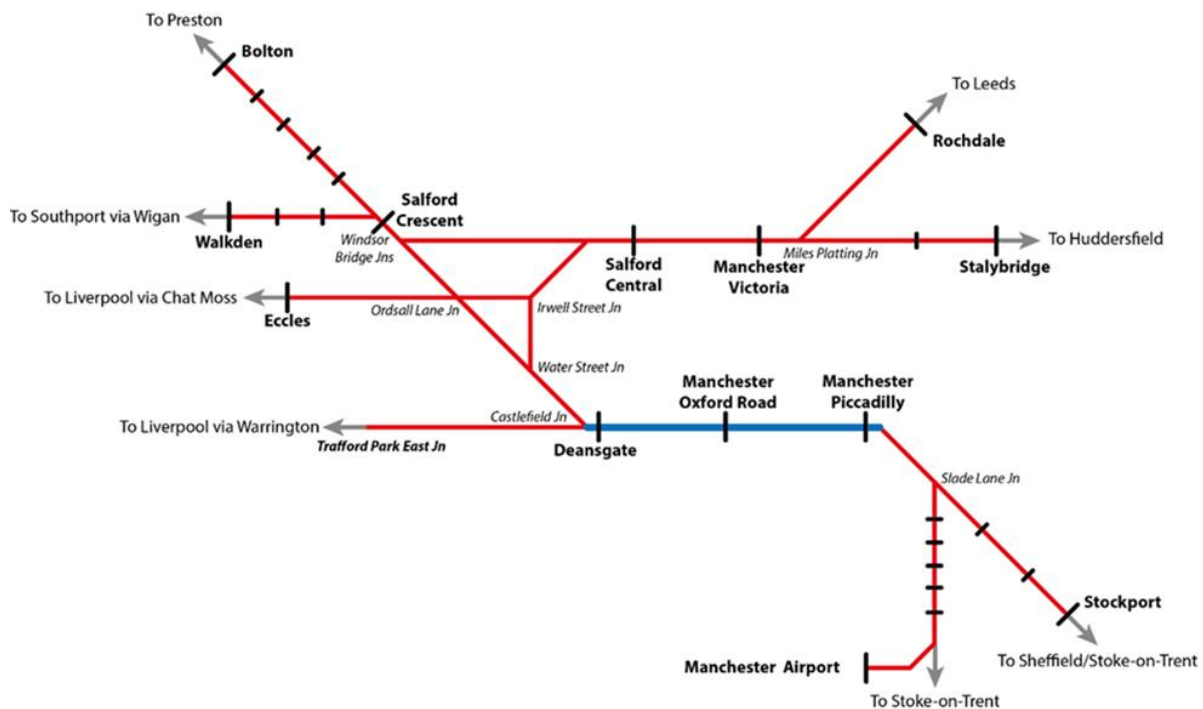 To Preston
Bolton
To Leeds
Rochdale
To Southport via Wigan
Walkden
Salford
Crescent
Windsor
Bridge Jns
Salford
Central
Manchester
Victoria
Miles Platting Jn
Stalybridge
To Huddersfield
To Liverpool via Chat Moss
Eccles
Ordsall Lane Jn
Irwell Street Jn
Water Street Jn
Manchester
Oxford Road
Manchester
Piccadilly
To Liverpool via Warrington
Trafford Park East Jn
Castlefield Jn
Deansgate
Slade Lane Jn
Stockport
To Sheffield/Stoke-on-Trent
Manchester Airport
To Stoke-on-Trent